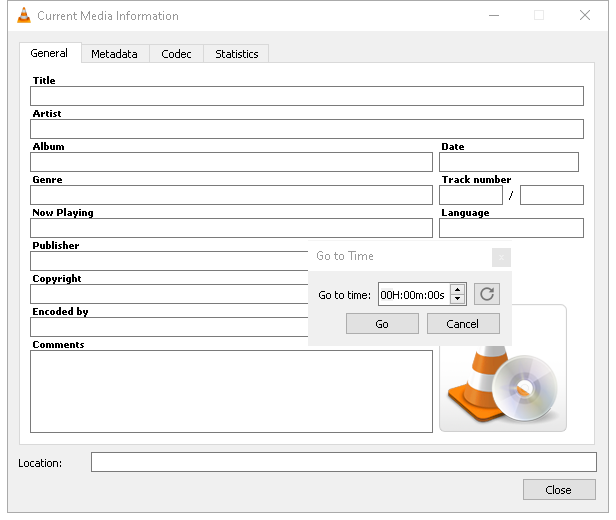 Current Media Information
General Metadata Codec Statistics
Title
Artist
Album Date
Genre Track number
/
Now Playing Language
Publisher
Go to Time x
Copyright
Go to time: 00H:00m:00s
Encoded by
Go Cancel
Comments
Location:
Close